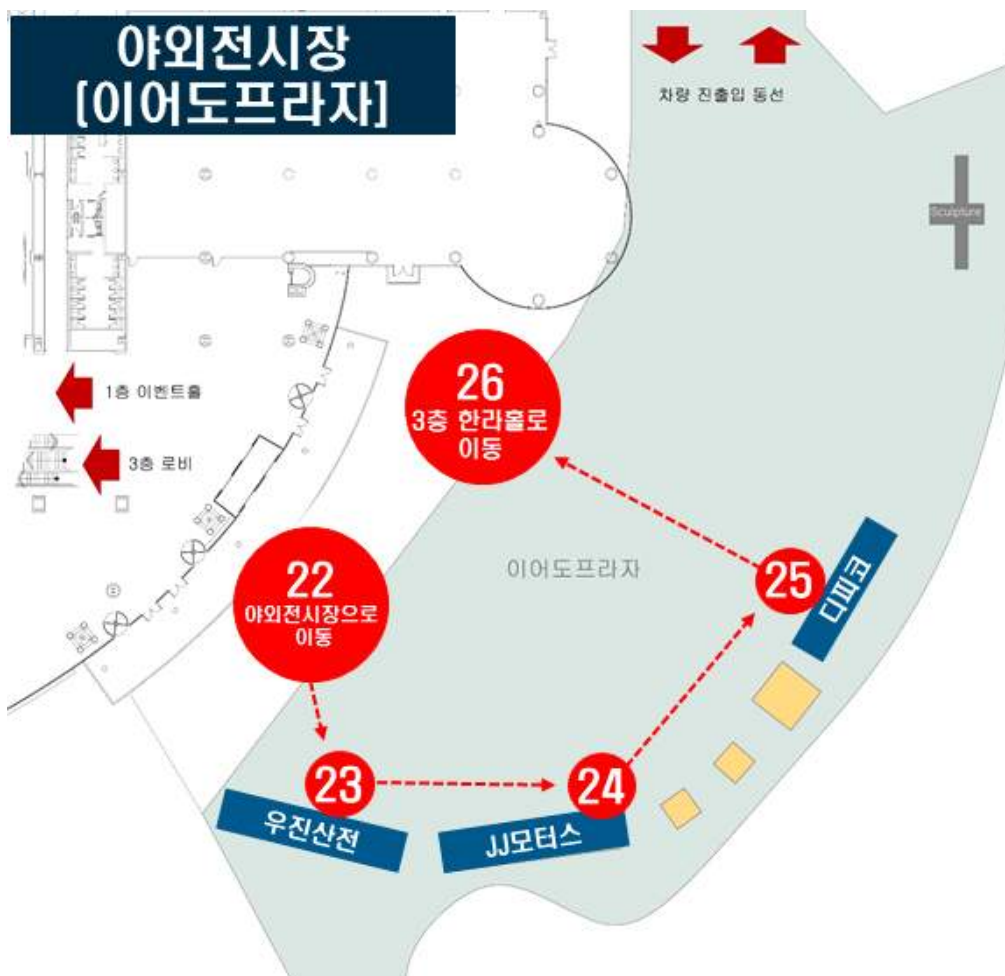 야외전시장
[이어도프라자]
차량 진출입 동선
Sculpture
1층 이벤트홀
3층 로비
26
3층 한라홀로
이동
22
야외전시장으로
이동
이어도프라자
25
디피코
23
우진산전
24
JJ모터스